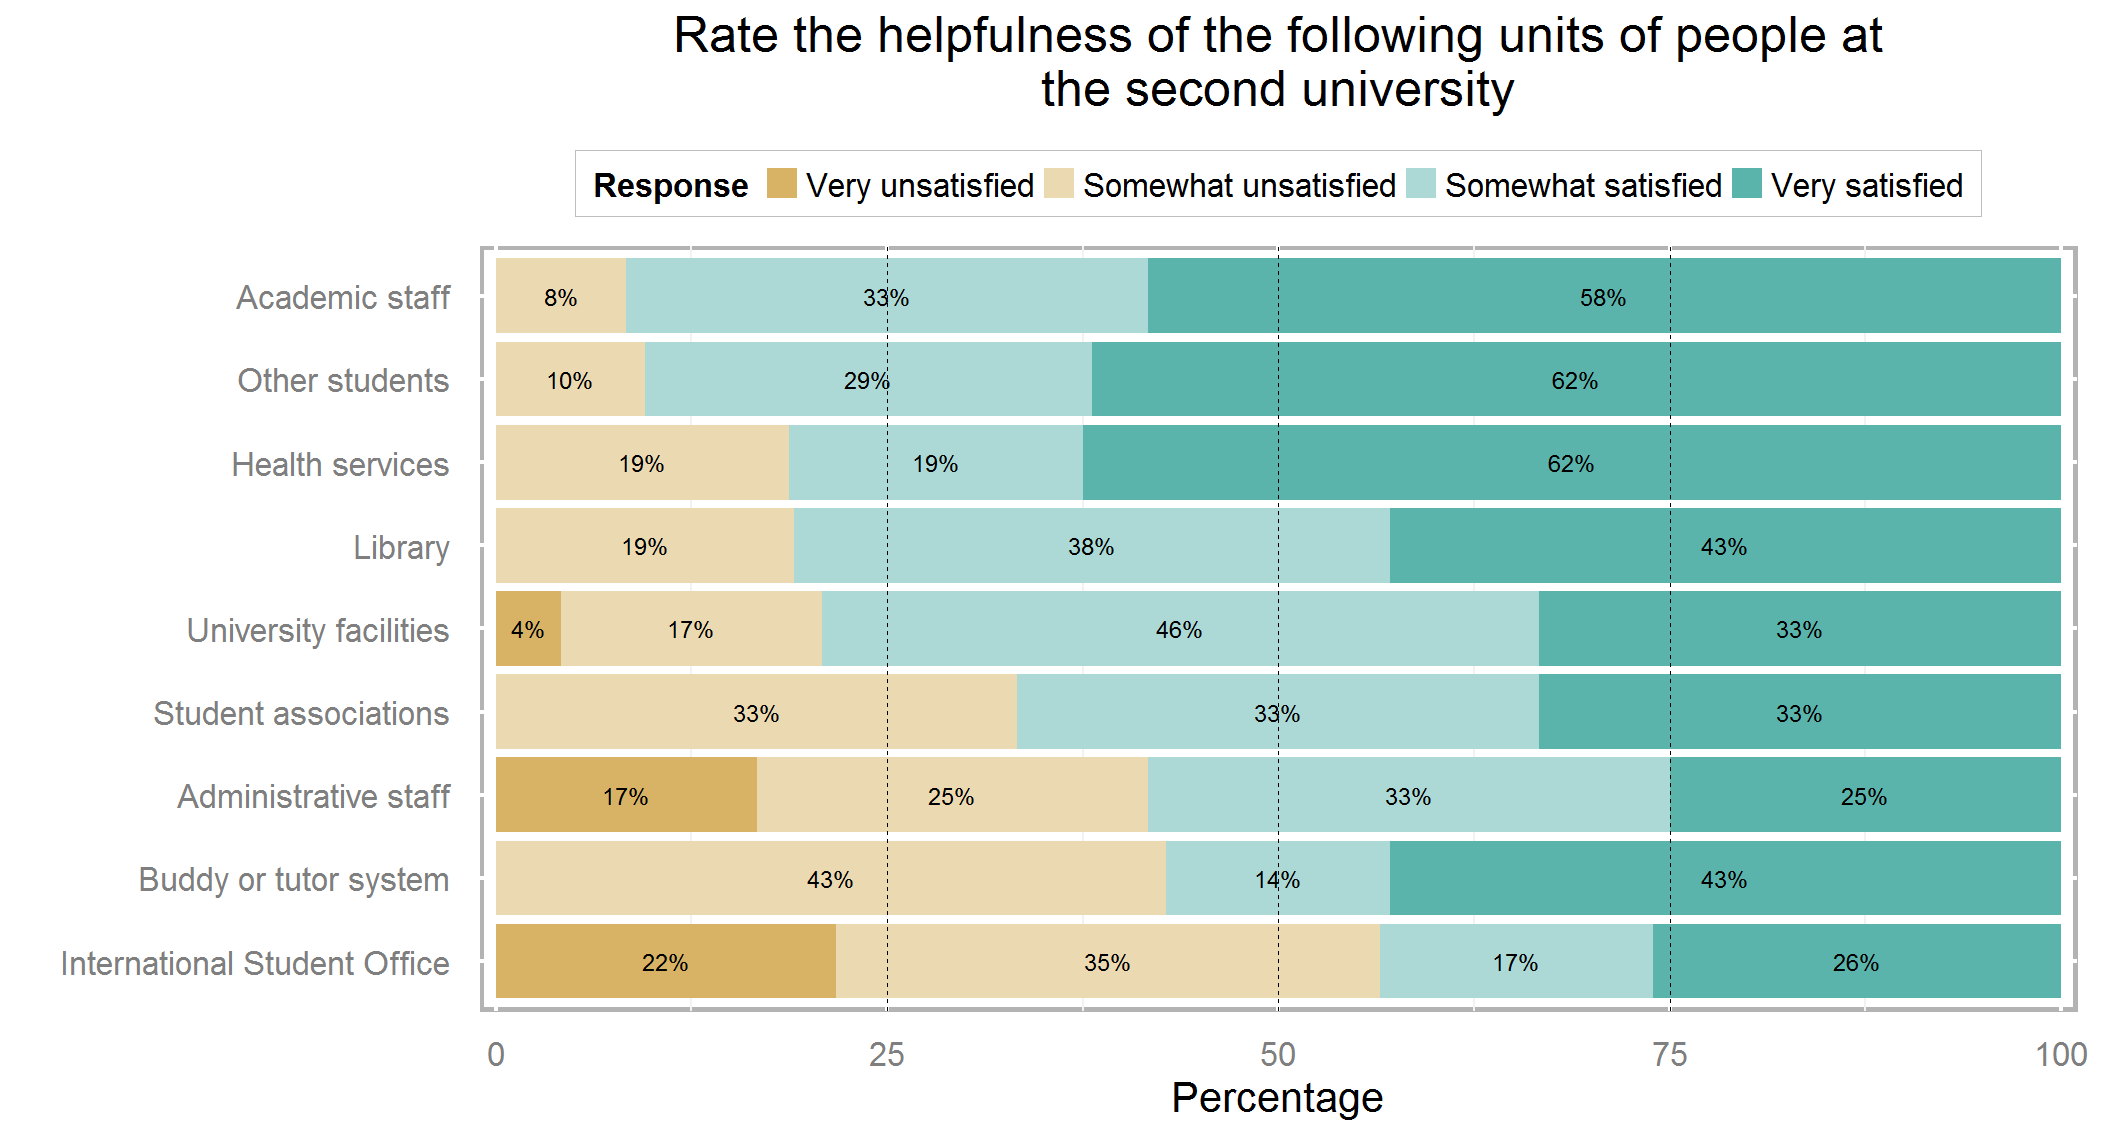 Rate the helpfulness of the following units of people at
the second university
Response Very unsatisfied Somewhat unsatisfied Somewhat satisfied Very satisfied
Academic staff 8% 33% 58%
Other students 10% 29% 62%
Health services 19% 19% 62%
Library 19% 38% 43%
University facilities 4% 17% 46% 33%
Student associations 33% 33% 33%
Administrative staff 17% 25% 33% 25%
Buddy or tutor system 43% 14% 43%
International Student Office 22% 35% 17% 26%
0 25 50 75 100
Percentage